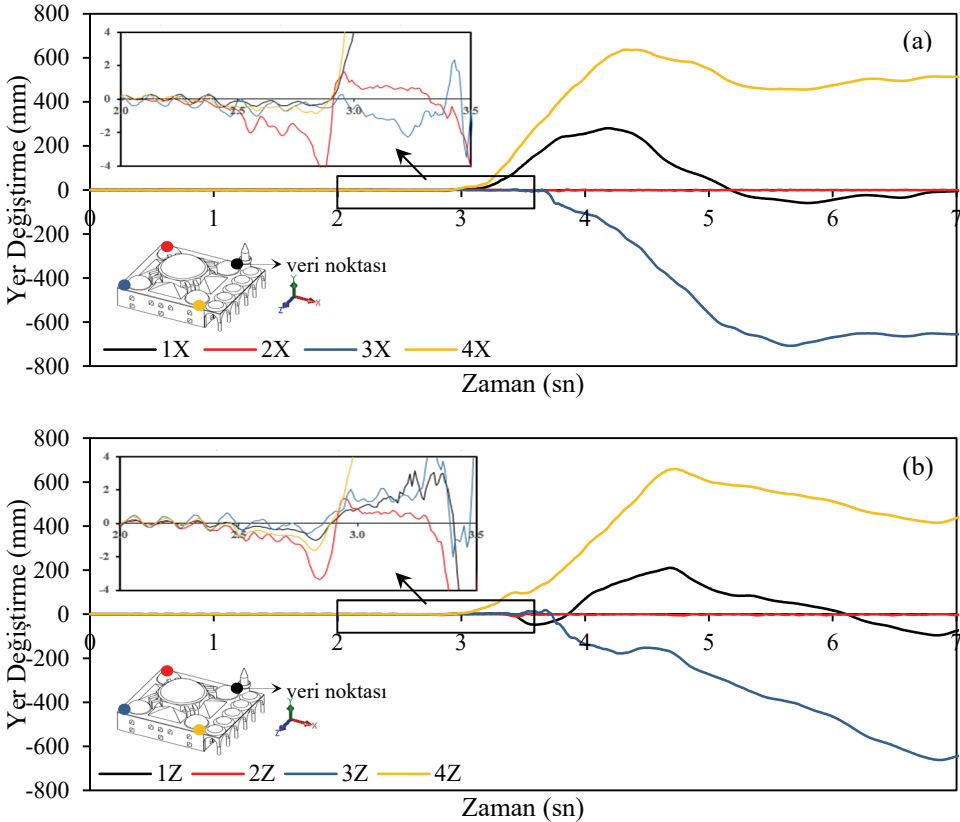 (a)
Yer Değiştirme (mm)
800
600
400
200
0
-200
-400
-600
-800
0 1 2 3 4 5 6 7
4
2
0
-2
-4
2.0 2.5 3.0 3.5
veri noktası
Y
X
Z
1X 2X 3X 4X
Zaman (sn)
(b)
Yer Değiştirme (mm)
800
600
400
200
0
-200
-400
-600
-800
0 1 2 3 4 5 6 7
4
2
0
-2
-4
2.0 2.5 3.0 3.5
veri noktası
Y
X
Z
1Z 2Z 3Z 4Z
Zaman (sn)